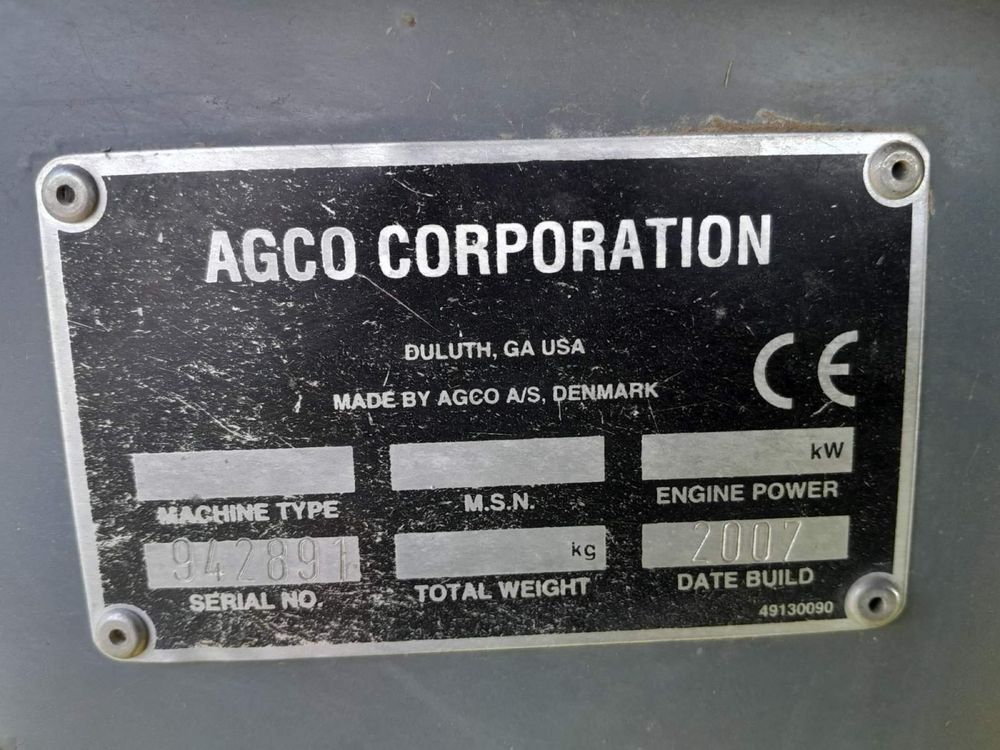 AGCO CORPORATION
DULUTH, GA USA
MADE BY AGCO A/S, DENMARK
CE
kW
MACHINE TYPE M.S.N. ENGINE POWER
942891 kg 2007
SERIAL NO. TOTAL WEIGHT DATE BUILD
49130090